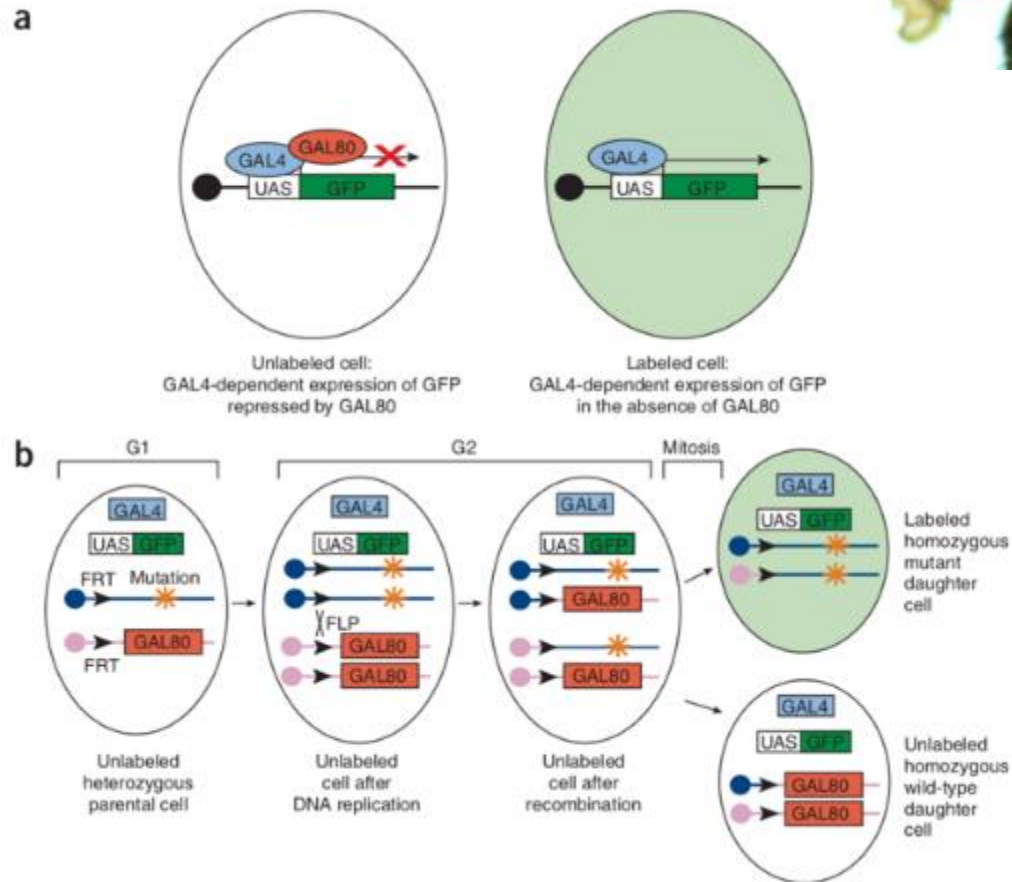 a
GAL4
GAL80
UAS
GFP
GAL4
UAS
GFP
Unlabeled cell:
GAL4-dependent expression of GFP
repressed by GAL80
Labeled cell:
GAL4-dependent expression of GFP
in the absence of GAL80
b
G1
G2
Mitosis
GAL4
UAS GFP
FRT Mutation
GAL80
FRT
GAL4
UAS GFP
FLP
GAL80
GAL80
GAL4
UAS GFP
GAL80
GAL80
GAL4
UAS GFP
Labeled
homozygous
mutant
daughter
cell
GAL4
UAS GFP
GAL80
GAL80
Unlabeled
homozygous
wild-type
daughter
cell
Unlabeled
heterozygous
parental cell
Unlabeled
cell after
DNA replication
Unlabeled
cell after
recombination